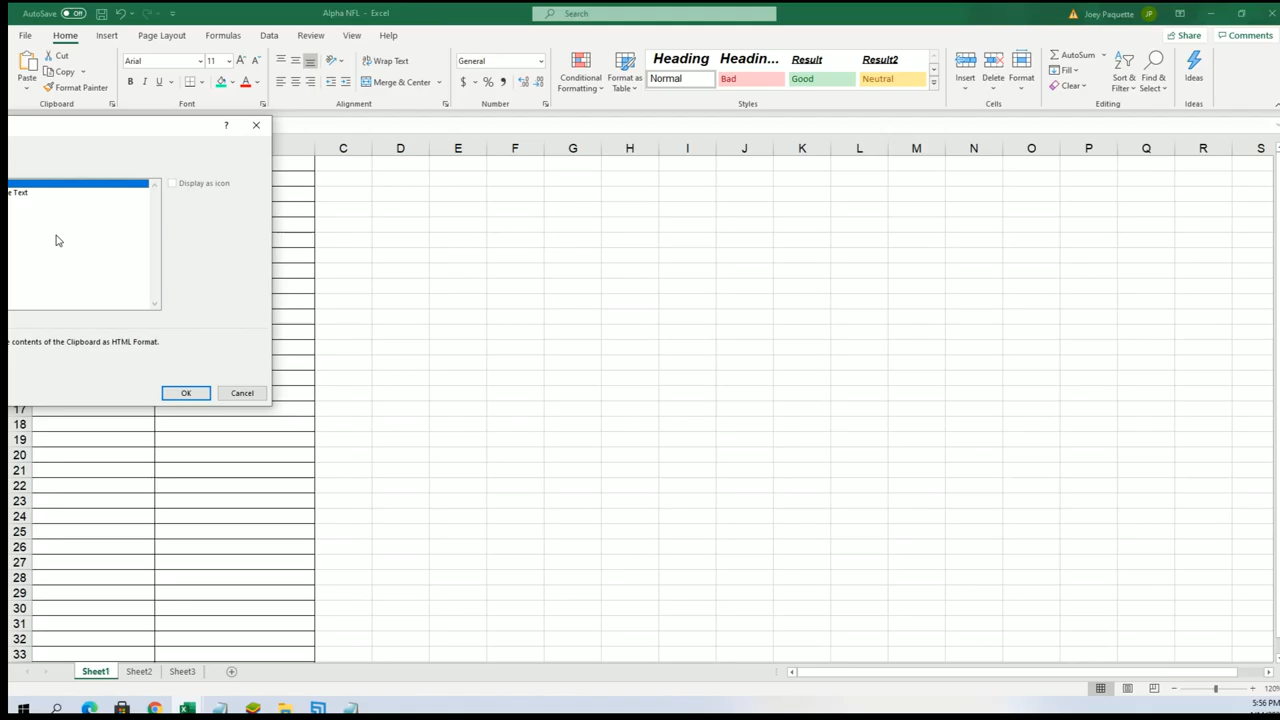 AutoSave Off Alpha NFL - Excel Search Joey Paquette JP
File Home Insert Page Layout Formulas Data Review View Help Share Comments
Paste Cut Copy Format Painter Clipboard
Arial 11 A A B I U A Font
Wrap Text Merge & Center Alignment
General $ % Number
Conditional Formatting Format as Table
Heading Headin... Result Result2
Normal Bad Good Neutral
Styles
Insert Delete Format Cells
AutoSum Fill Clear Sort & Filter Find & Select Editing
Ideas Ideas
? 
C D E F G H I J K L M N O P Q R S
Display as icon
e Text
contents of the Clipboard as HTML Format.
OK Cancel
17
18
19
20
21
22
23
24
25
26
27
28
29
30
31
32
33
Sheet1 Sheet2 Sheet3
120%
5:56 PM